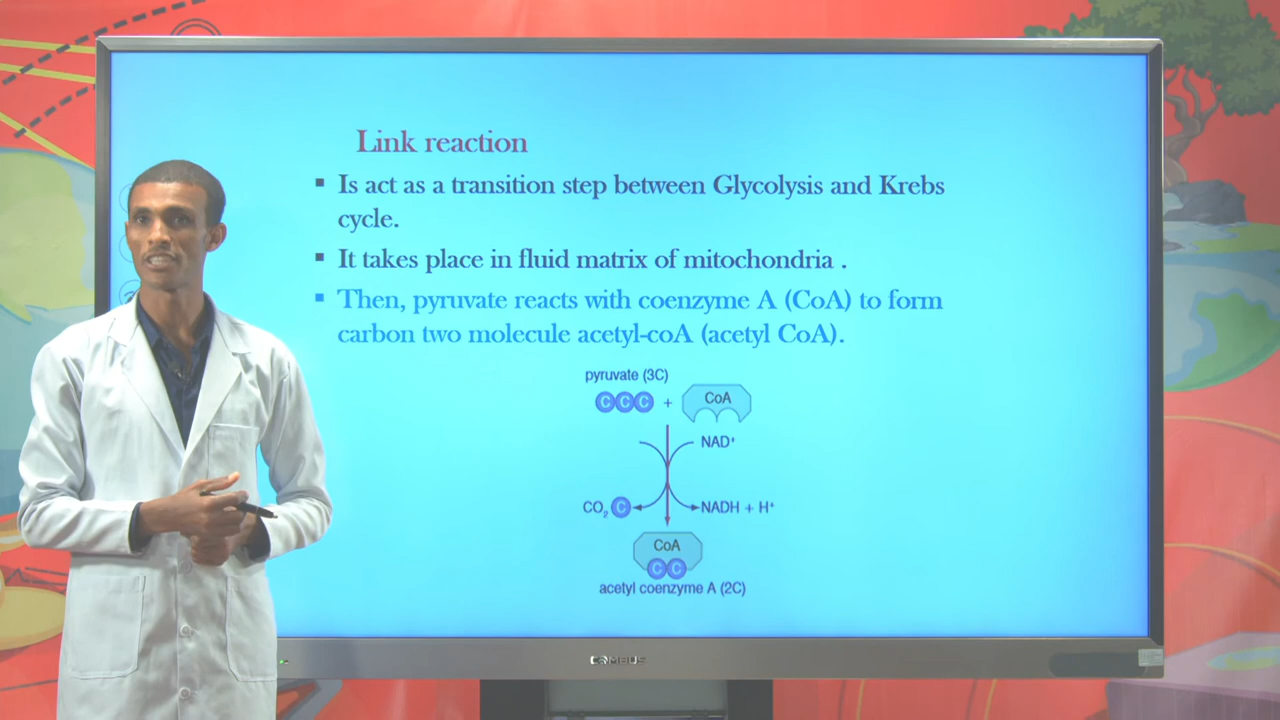 Link reaction
▪ Is act as a transition step between Glycolysis and Krebs
cycle.
▪ It takes place in fluid matrix of mitochondria .
▪ Then, pyruvate reacts with coenzyme A (CoA) to form
carbon two molecule acetyl-coA (acetyl CoA).
pyruvate (3C)
C C C + CoA
NAD⁺
CO₂ C NADH + H⁺
CoA
C C
acetyl coenzyme A (2C)